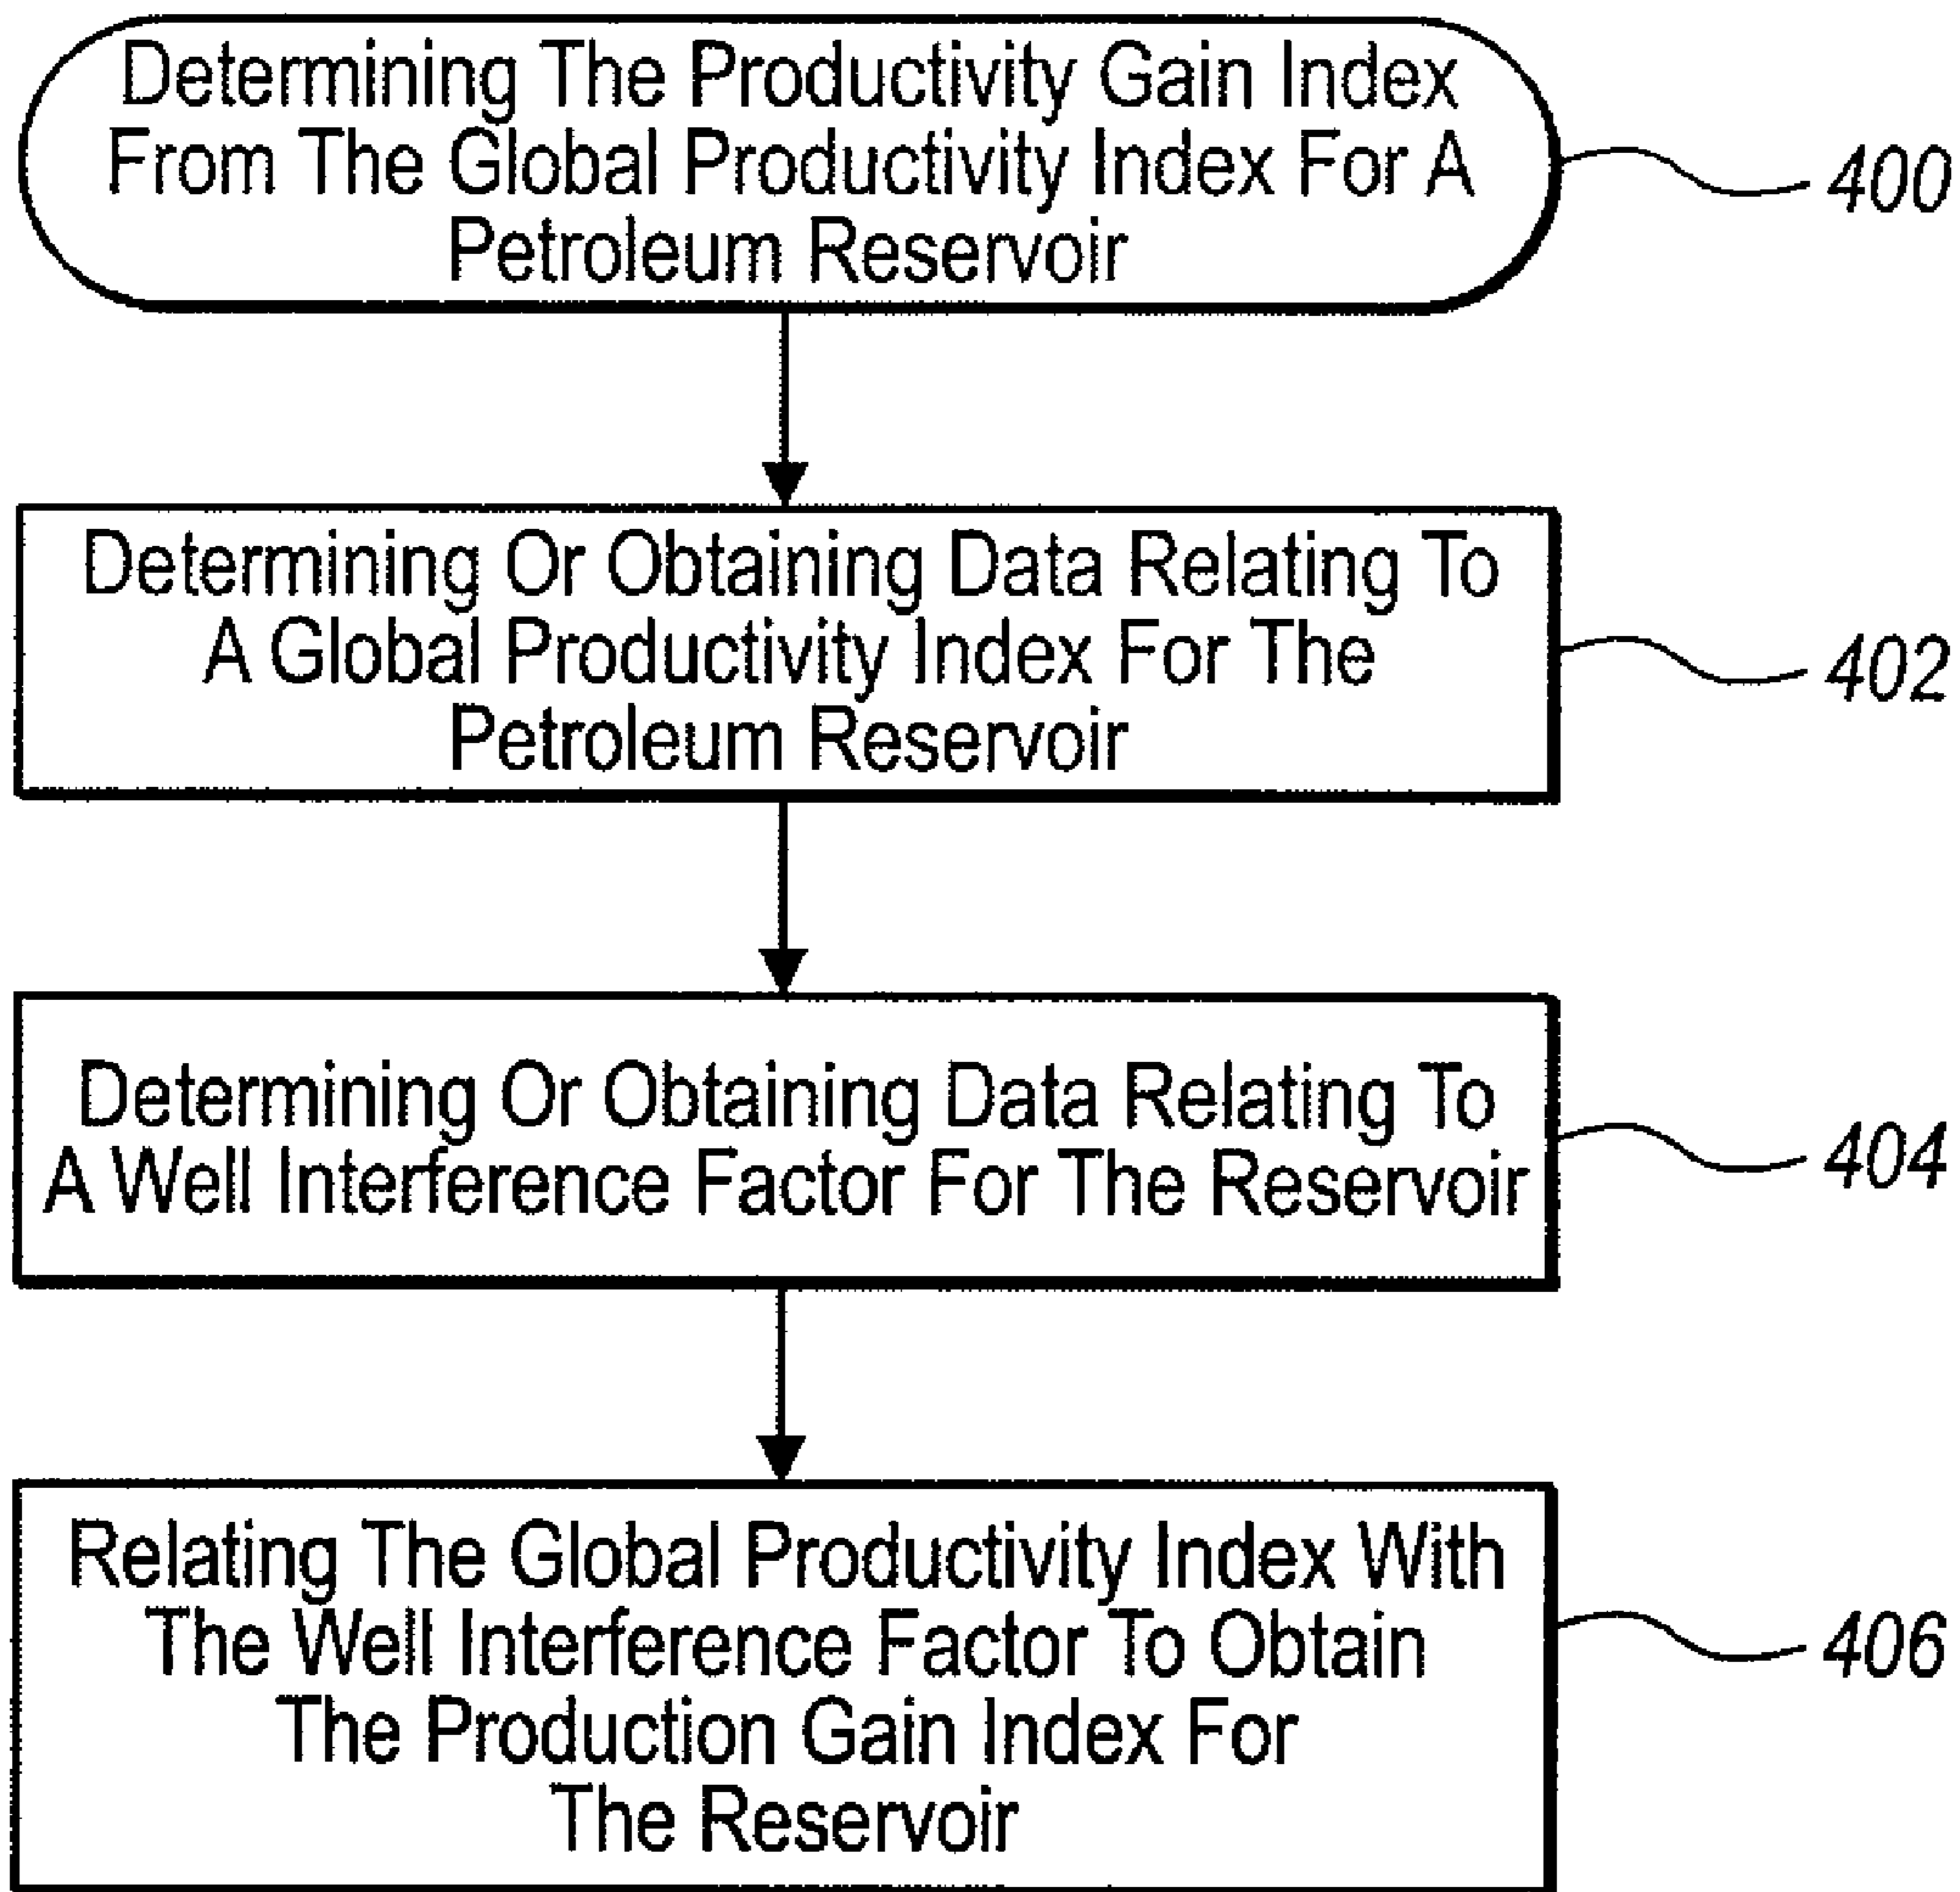 Determining The Productivity Gain Index
From The Global Productivity Index For A
Petroleum Reservoir
400
Determining Or Obtaining Data Relating To
A Global Productivity Index For The
Petroleum Reservoir
402
Determining Or Obtaining Data Relating To
A Well Interference Factor For The Reservoir
404
Relating The Global Productivity Index With
The Well Interference Factor To Obtain
The Production Gain Index For
The Reservoir
406